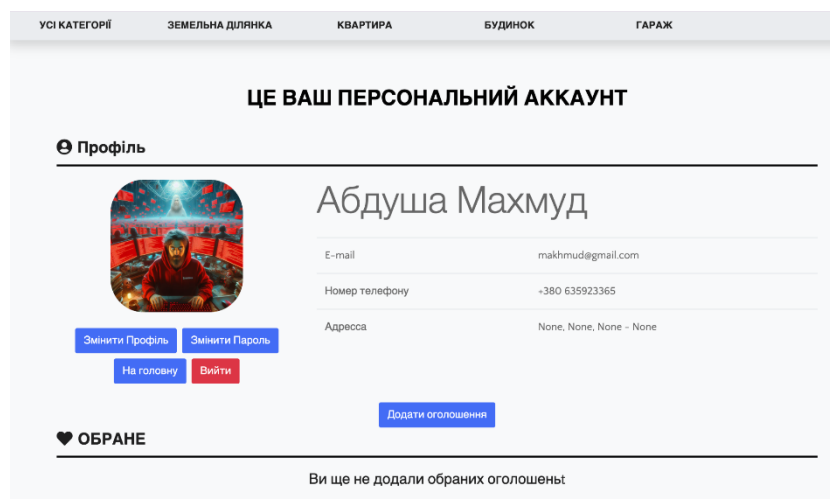 УСІ КАТЕГОРІЇ ЗЕМЕЛЬНА ДІЛЯНКА КВАРТИРА БУДИНОК ГАРАЖ
ЦЕ ВАШ ПЕРСОНАЛЬНИЙ АККАУНТ
Профіль
Абдуша Махмуд
E-mail makhmud@gmail.com
Номер телефону +380 635923365
Адресса None, None, None - None
Змінити Профіль Змінити Пароль
На головну Вийти
Додати оголошення
ОБРАНЕ
Ви ще не додали обраних оголошеньt